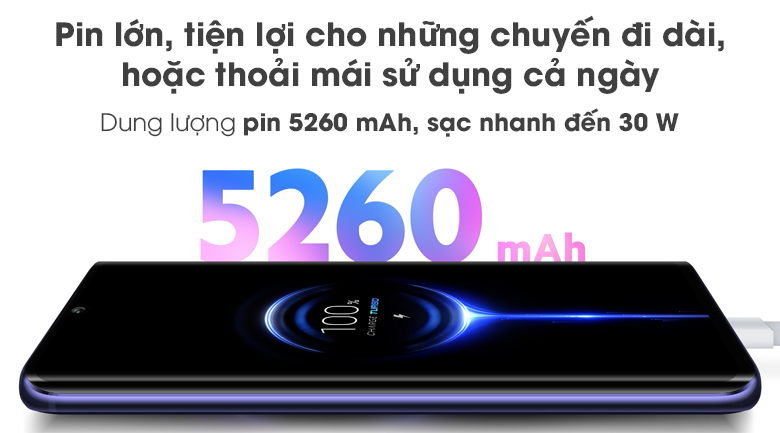 Pin lớn, tiện lợi cho những chuyến đi dài,
hoặc thoải mái sử dụng cả ngày
Dung lượng pin 5260 mAh, sạc nhanh đến 30 W
5260 mAh
100%
CHARGE TURBO